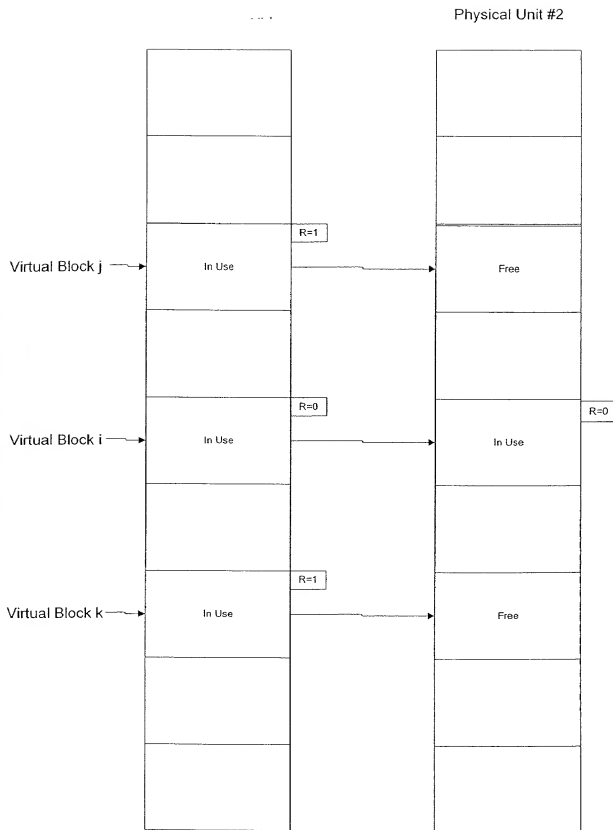 Physical Unit #2
R=1
Virtual Block j
In Use
Free
R=0
R=0
Virtual Block i
In Use
In Use
R=1
Virtual Block k
In Use
Free